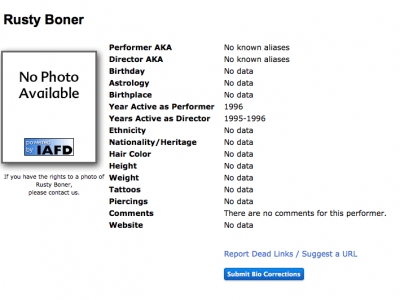 Rusty Boner
No Photo
Available
powered
by IAFD
If you have the rights to a photo of
Rusty Boner,
please contact us.
Performer AKA No known aliases
Director AKA No known aliases
Birthday No data
Astrology No data
Birthplace No data
Year Active as Performer 1996
Years Active as Director 1995-1996
Ethnicity No data
Nationality/Heritage No data
Hair Color No data
Height No data
Weight No data
Tattoos No data
Piercings No data
Comments There are no comments for this performer.
Website No data
Report Dead Links / Suggest a URL
Submit Bio Corrections